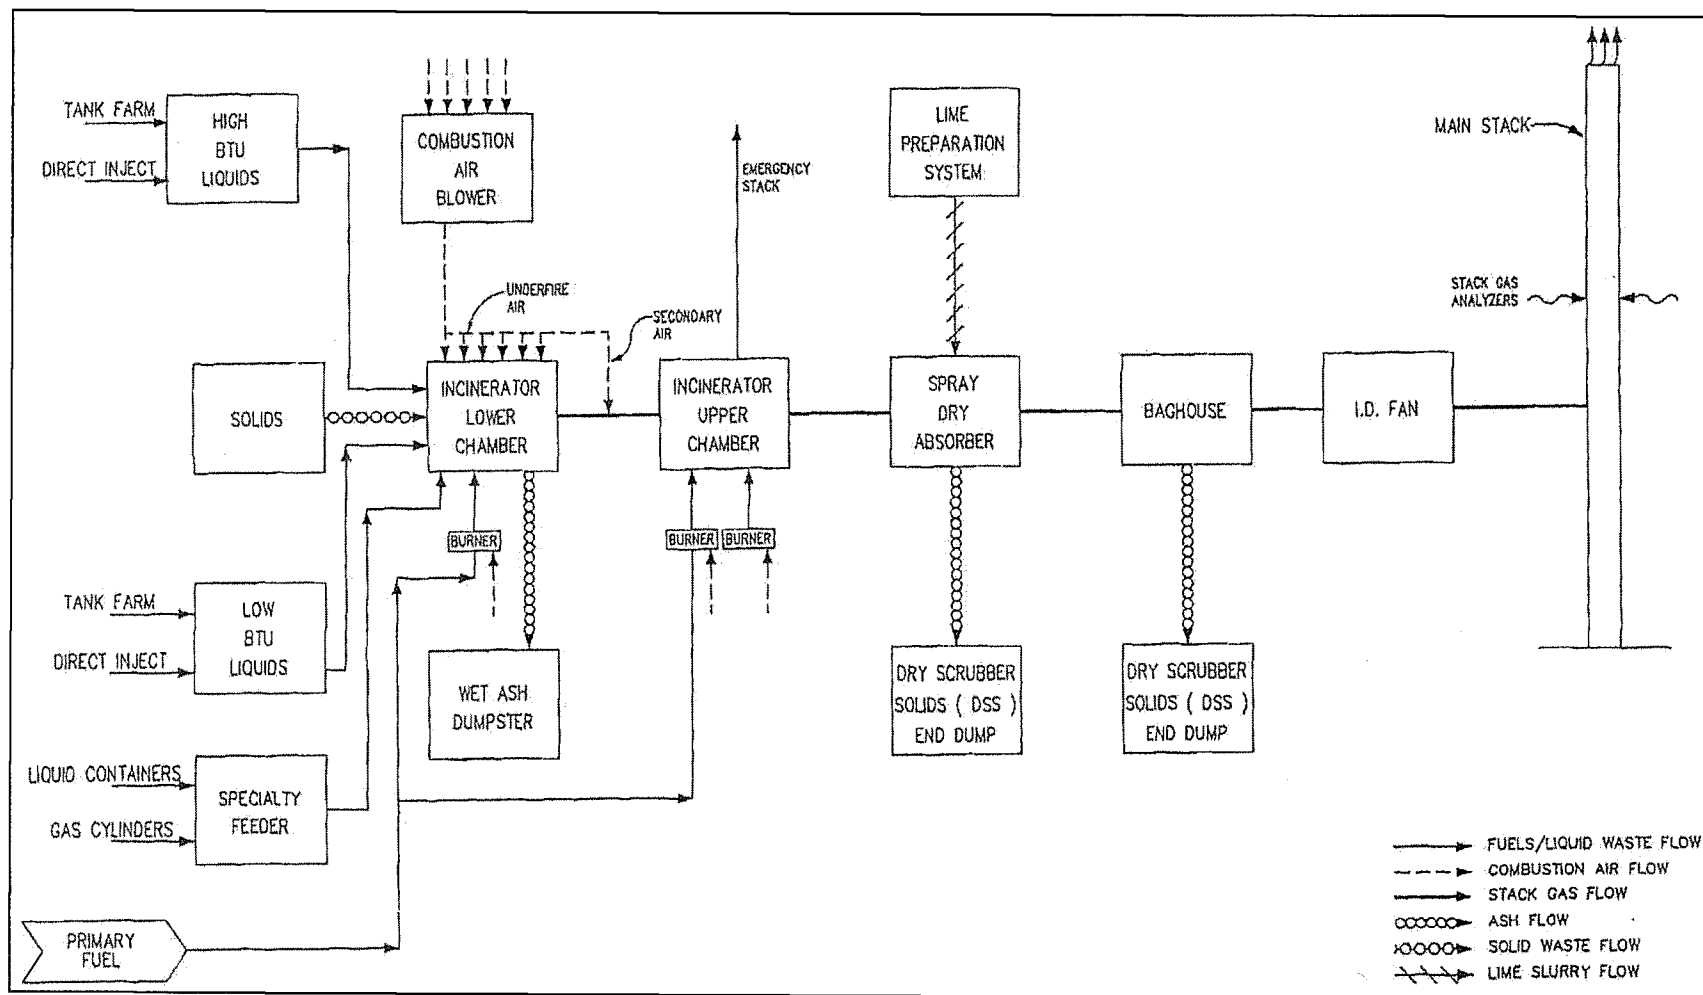 TANK FARM
DIRECT INJECT
HIGH
BTU
LIQUIDS
COMBUSTION
AIR
BLOWER
EMERGENCY
STACK
LIME
PREPARATION
SYSTEM
MAIN STACK
STACK GAS
ANALYZERS
UNDERFIRE
AIR
SECONDARY
AIR
SOLIDS
INCINERATOR
LOWER
CHAMBER
INCINERATOR
UPPER
CHAMBER
SPRAY
DRY
ABSORBER
BAGHOUSE
I.D. FAN
BURNER
BURNER
BURNER
TANK FARM
DIRECT INJECT
LOW
BTU
LIQUIDS
WET ASH
DUMPSTER
DRY SCRUBBER
SOLIDS ( DSS )
END DUMP
DRY SCRUBBER
SOLIDS ( DSS )
END DUMP
LIQUID CONTAINERS
GAS CYLINDERS
SPECIALTY
FEEDER
PRIMARY
FUEL
FUELS/LIQUID WASTE FLOW
COMBUSTION AIR FLOW
STACK GAS FLOW
ASH FLOW
SOLID WASTE FLOW
LIME SLURRY FLOW